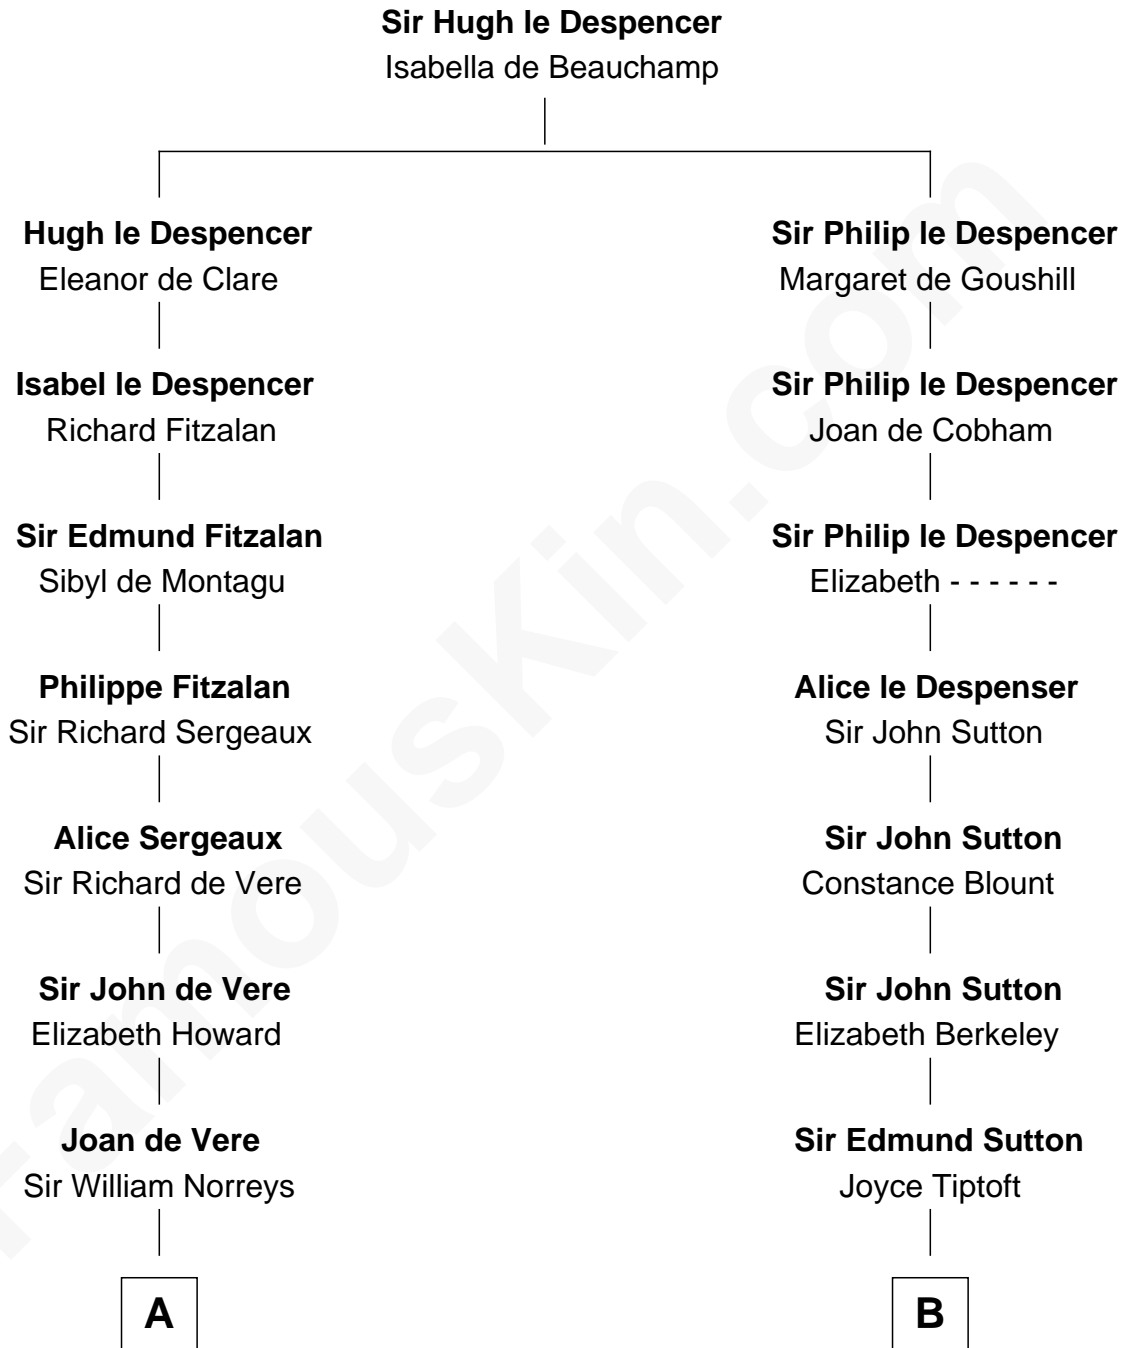 Sir Hugh le Despencer
Isabella de Beauchamp
Hugh le Despencer
Eleanor de Clare
Sir Philip le Despencer
Margaret de Goushill
Isabel le Despencer
Richard Fitzalan
Sir Philip le Despencer
Joan de Cobham
Sir Edmund Fitzalan
Sibyl de Montagu
Sir Philip le Despencer
Elizabeth - - - - - -
Philippe Fitzalan
Sir Richard Sergeaux
Alice le Despenser
Sir John Sutton
Alice Sergeaux
Sir Richard de Vere
Sir John Sutton
Constance Blount
Sir John de Vere
Elizabeth Howard
Sir John Sutton
Elizabeth Berkeley
Joan de Vere
Sir William Norreys
Sir Edmund Sutton
Joyce Tiptoft
A
B
FamousKin.com